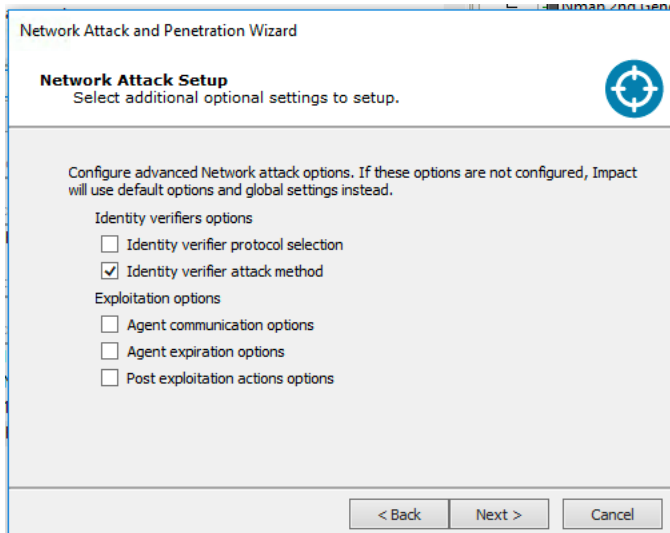 Nmap 2nd Gene
Network Attack and Penetration Wizard
Network Attack Setup
Select additional optional settings to setup.
Configure advanced Network attack options. If these options are not configured, Impact
will use default options and global settings instead.
Identity verifiers options
Identity verifier protocol selection
Identity verifier attack method
Exploitation options
Agent communication options
Agent expiration options
Post exploitation actions options
< Back
Next >
Cancel